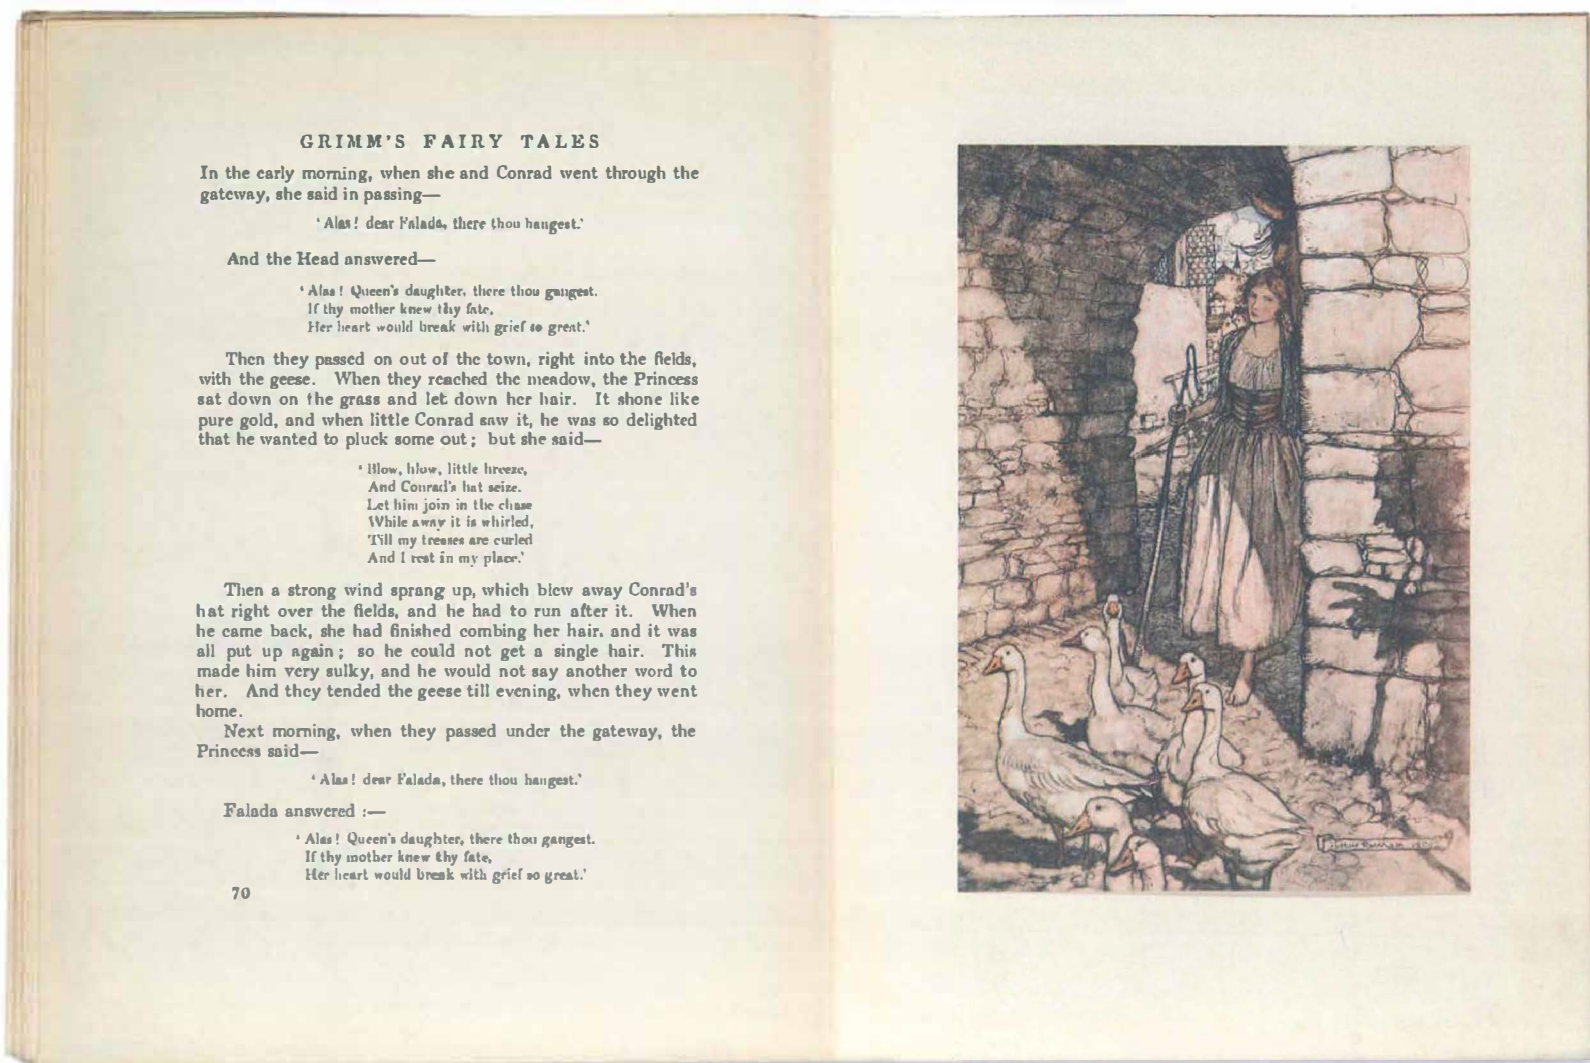 GRIMM'S FAIRY TALES
In the early morning, when she and Conrad went through the
gateway, she said in passing—
'Alas! dear Falada, there thou hangest.'
And the Head answered—
'Alas! Queen's daughter, there thou gangest.
If thy mother knew thy fate,
Her heart would break with grief so great.'
Then they passed on out of the town, right into the fields,
with the geese. When they reached the meadow, the Princess
sat down on the grass and let down her hair. It shone like
pure gold, and when little Conrad saw it, he was so delighted
that he wanted to pluck some out; but she said—
'Blow, blow, little breeze,
And Conrad's hat seize.
Let him join in the chase
While away it is whirled,
Till my tresses are curled
And I rest in my place.'
Then a strong wind sprang up, which blew away Conrad's
hat right over the fields, and he had to run after it. When
he came back, she had finished combing her hair, and it was
all put up again; so he could not get a single hair. This
made him very sulky, and he would not say another word to
her. And they tended the geese till evening, when they went
home.
Next morning, when they passed under the gateway, the
Princess said—
'Alas! dear Falada, there thou hangest.'
Falada answered :—
'Alas! Queen's daughter, there thou gangest.
If thy mother knew thy fate,
Her heart would break with grief so great.'
70
Arthur Rackham